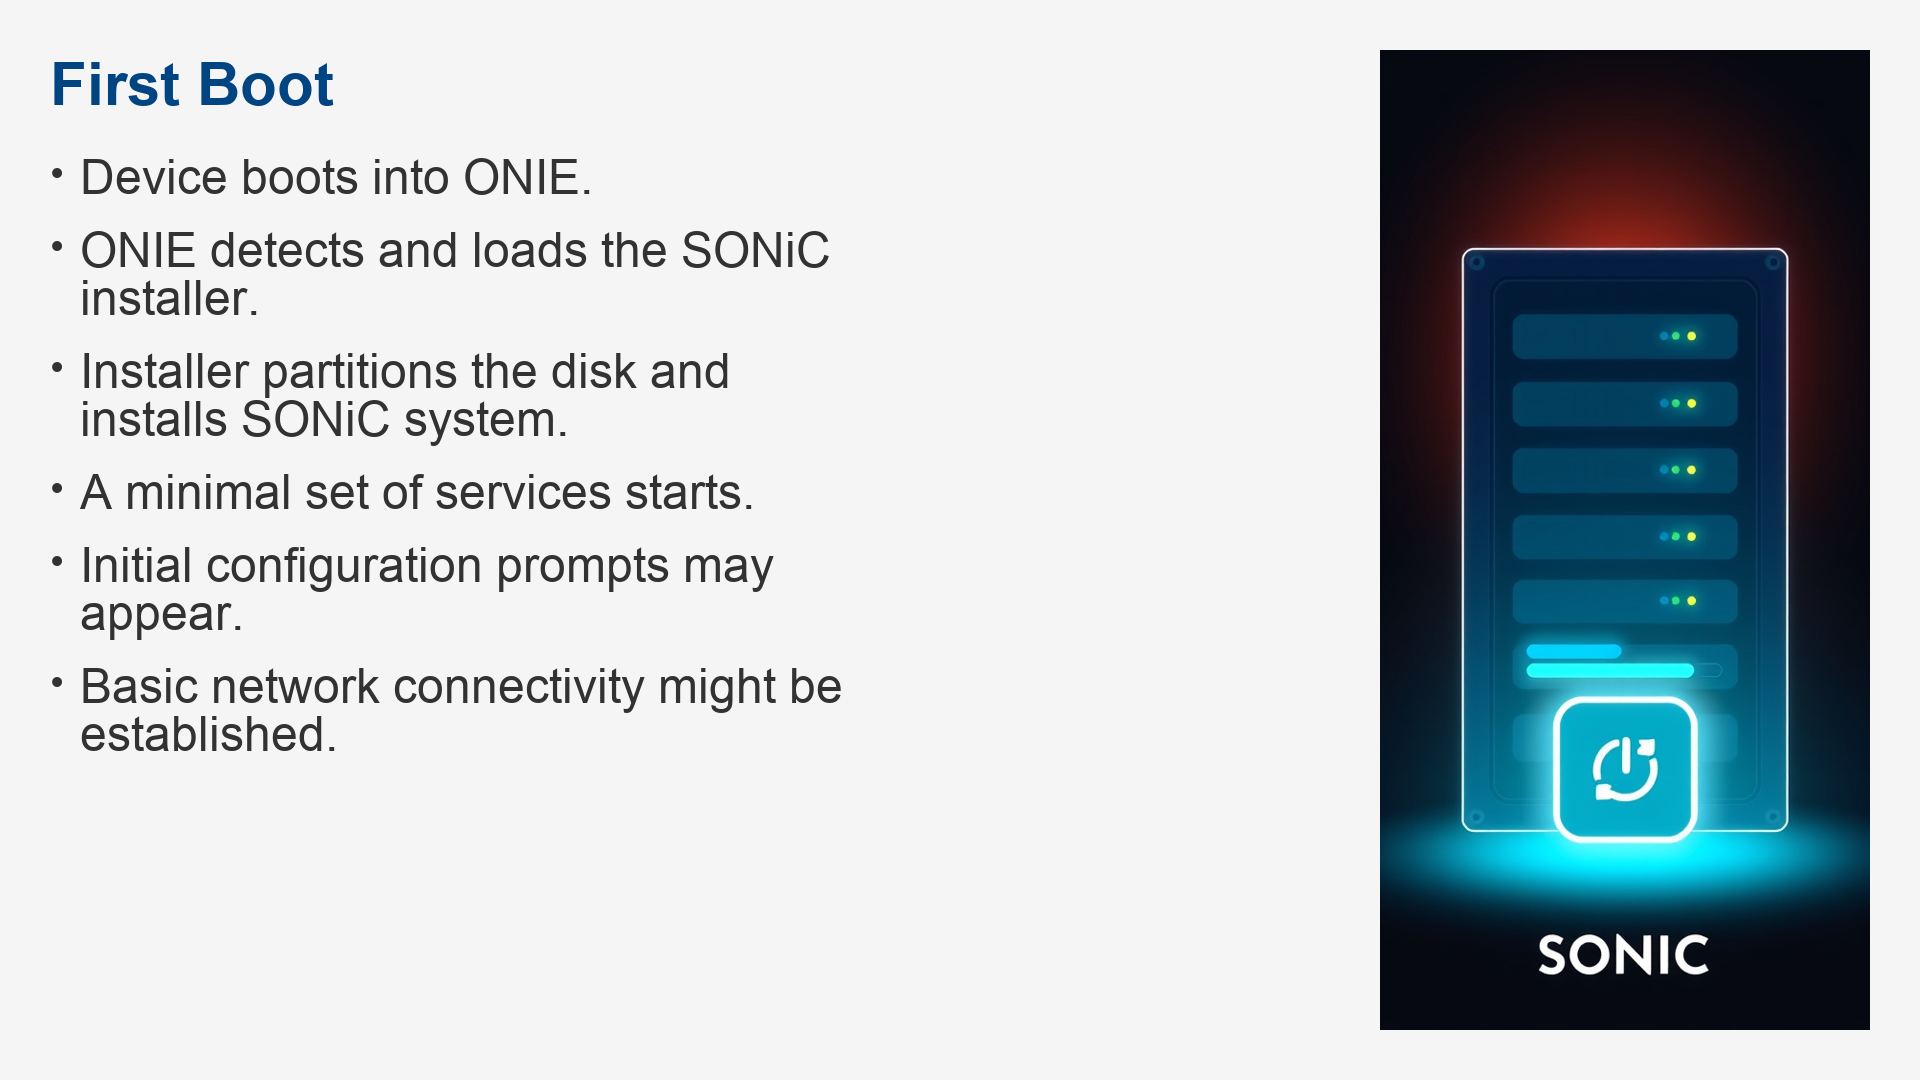 First Boot
• Device boots into ONIE.
• ONIE detects and loads the SONiC
installer.
• Installer partitions the disk and
installs SONiC system.
• A minimal set of services starts.
• Initial configuration prompts may
appear.
• Basic network connectivity might be
established.
SONIC